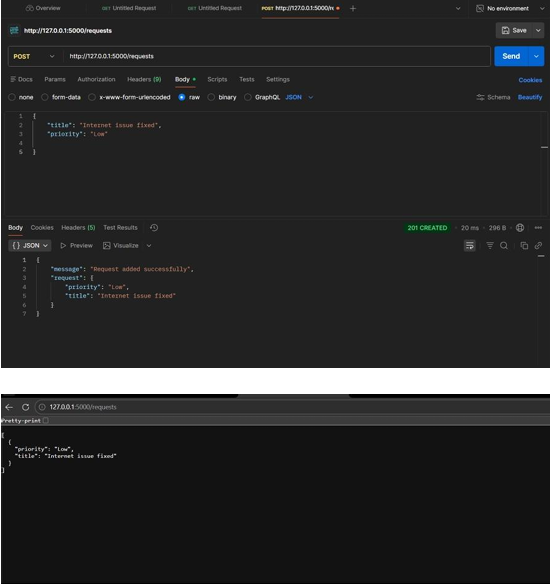 Overview GET Untitled Request GET Untitled Request POST http://127.0.0.1:5000/re + No environment
http://127.0.0.1:5000/requests Save
POST http://127.0.0.1:5000/requests Send
Docs Params Authorization Headers (9) Body Scripts Tests Settings Cookies
none form-data x-www-form-urlencoded raw binary GraphQL JSON Schema Beautify
1 {
2 "title": "Internet issue fixed",
3 "priority": "Low"
4
5 }
Body Cookies Headers (5) Test Results 201 CREATED 20 ms 296 B
{ } JSON Preview Visualize
1 {
2 "message": "Request added successfully",
3 "request": {
4 "priority": "Low",
5 "title": "Internet issue fixed"
6 }
7 }
127.0.0.1:5000/requests
Pretty-print
[
{
"priority": "Low",
"title": "Internet issue fixed"
}
]